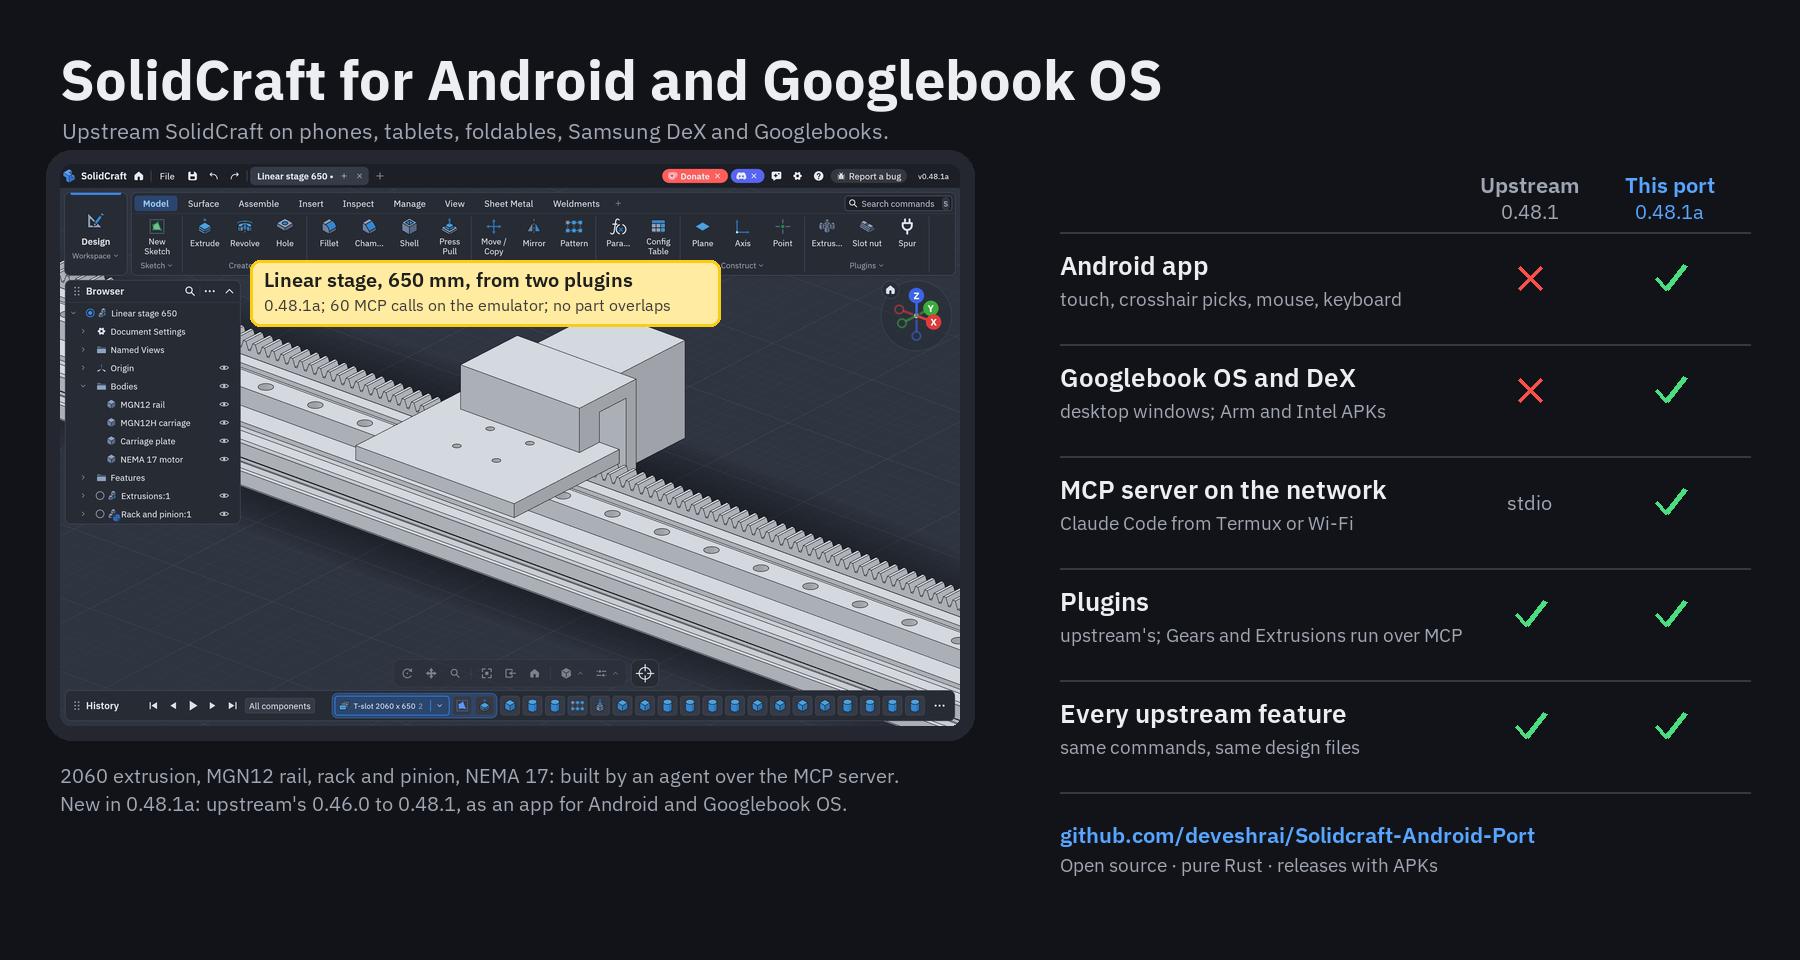 SolidCraft for Android and Googlebook OS
Upstream SolidCraft on phones, tablets, foldables, Samsung DeX and Googlebooks.
SolidCraft File Linear stage 650 • Donate Report a bug v0.48.1a
Model Surface Assemble Insert Inspect Manage View Sheet Metal Weldments Search commands S
Design
Workspace
New Sketch Extrude Revolve Hole Fillet Cham... Shell Press Pull Move / Copy Mirror Pattern Para... Config Table Plane Axis Point Extrus... Slot nut Spur
Sketch Construct Plugins
Linear stage, 650 mm, from two plugins
0.48.1a; 60 MCP calls on the emulator; no part overlaps
Browser
Linear stage 650
Document Settings
Named Views
Origin
Bodies
MGN12 rail
MGN12H carriage
Carriage plate
NEMA 17 motor
Features
Extrusions:1
Rack and pinion:1
Z
Y
X
History All components T-slot 2060 x 650 2
2060 extrusion, MGN12 rail, rack and pinion, NEMA 17: built by an agent over the MCP server.
New in 0.48.1a: upstream's 0.46.0 to 0.48.1, as an app for Android and Googlebook OS.
Upstream This port
0.48.1 0.48.1a
Android app
touch, crosshair picks, mouse, keyboard
Googlebook OS and DeX
desktop windows; Arm and Intel APKs
MCP server on the network
stdio
Claude Code from Termux or Wi-Fi
Plugins
upstream's; Gears and Extrusions run over MCP
Every upstream feature
same commands, same design files
github.com/deveshrai/Solidcraft-Android-Port
Open source · pure Rust · releases with APKs